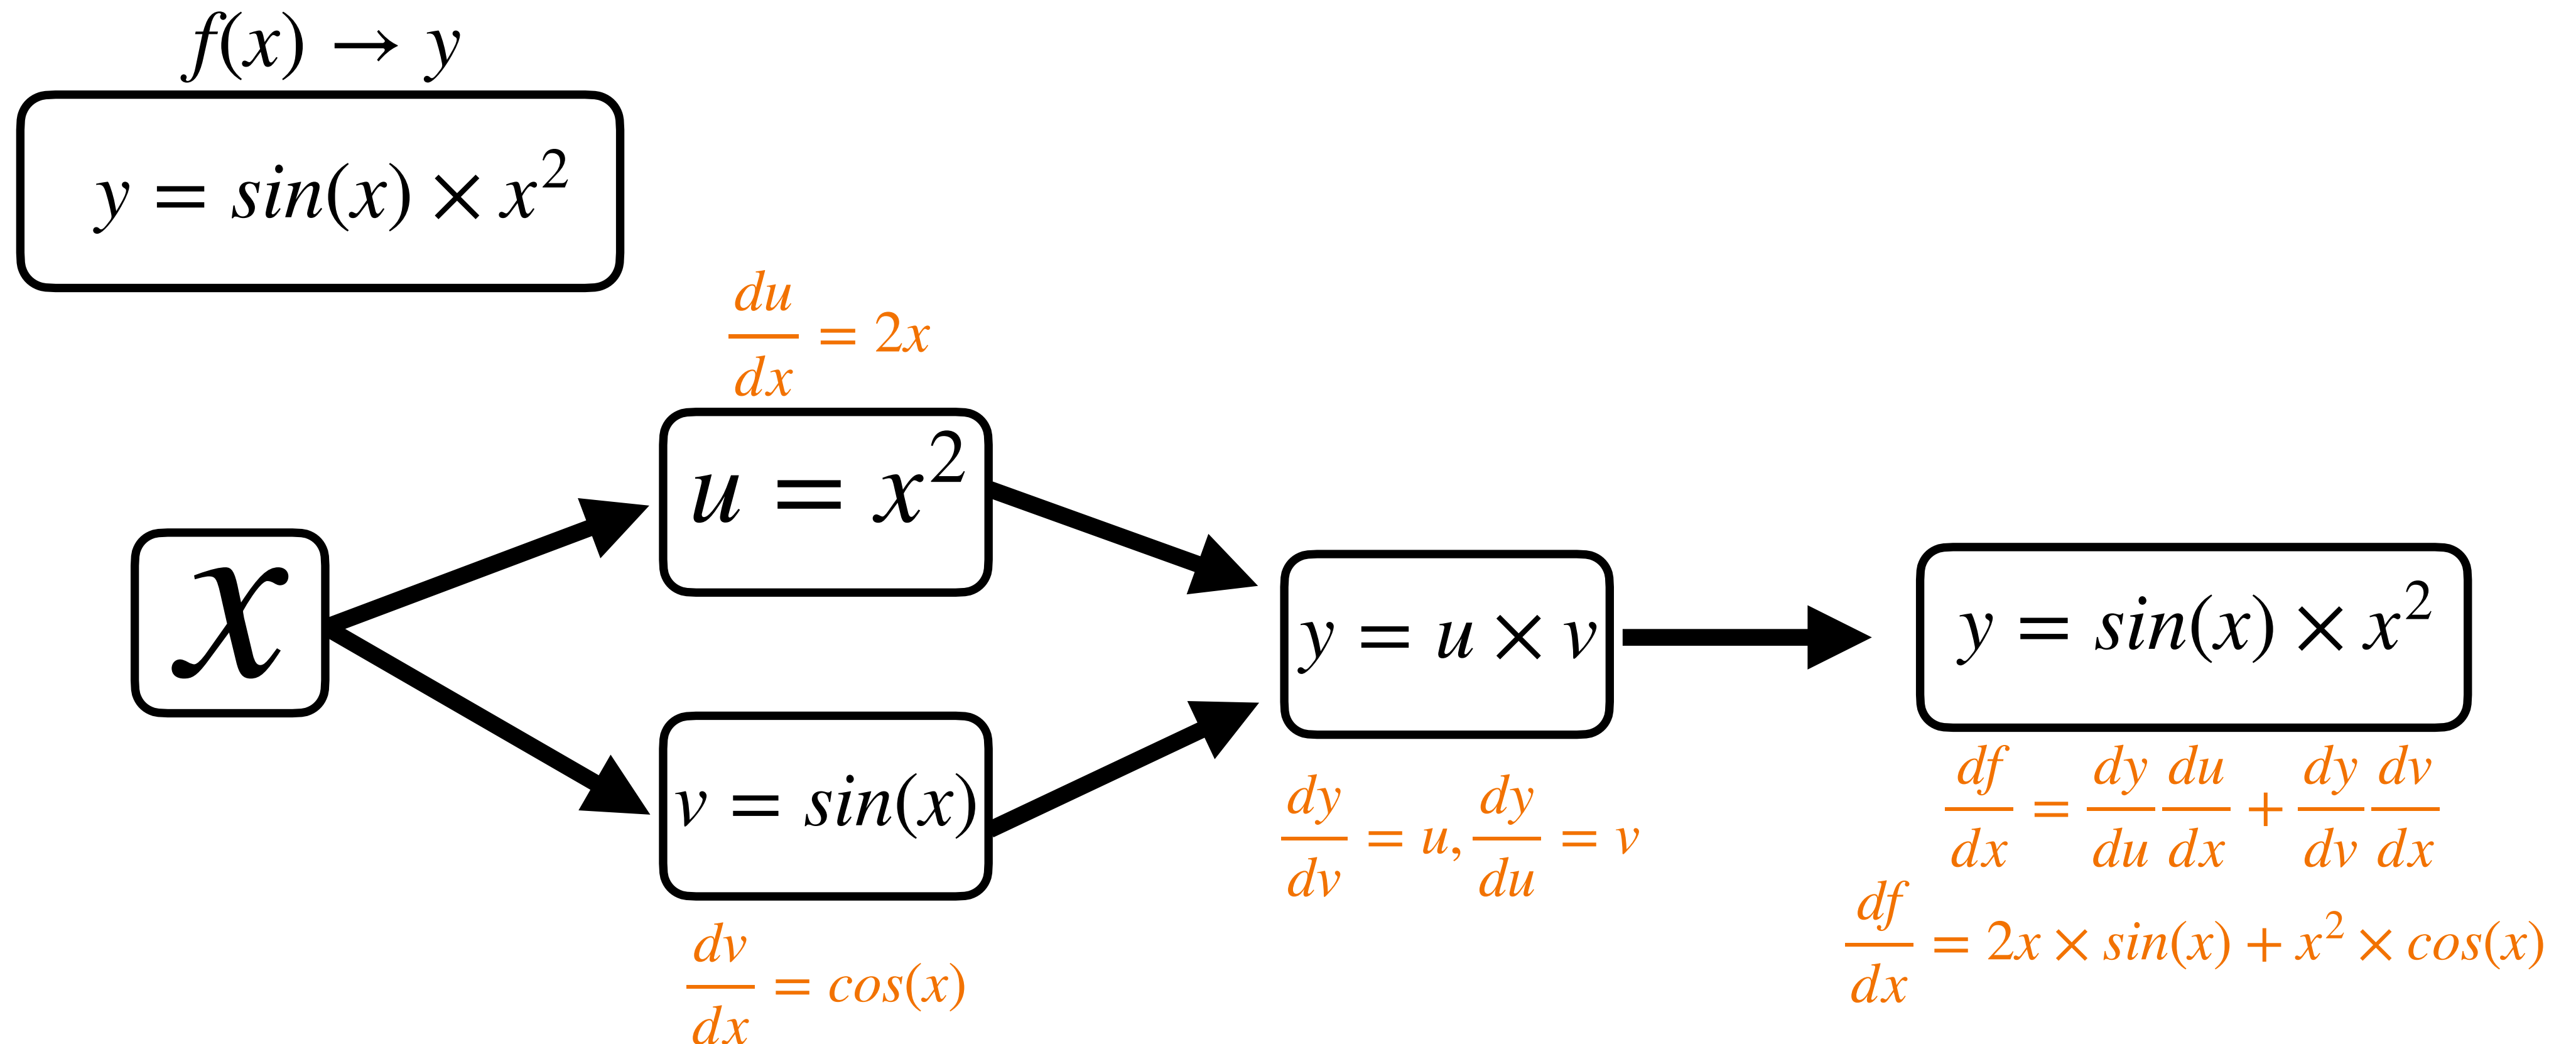 f(x) → y
y = sin(x) × x²
du/dx = 2x
u = x²
x
v = sin(x)
dv/dx = cos(x)
y = u × v
dy/dv = u, dy/du = v
y = sin(x) × x²
df/dx = dy/du du/dx + dy/dv dv/dx
df/dx = 2x × sin(x) + x² × cos(x)